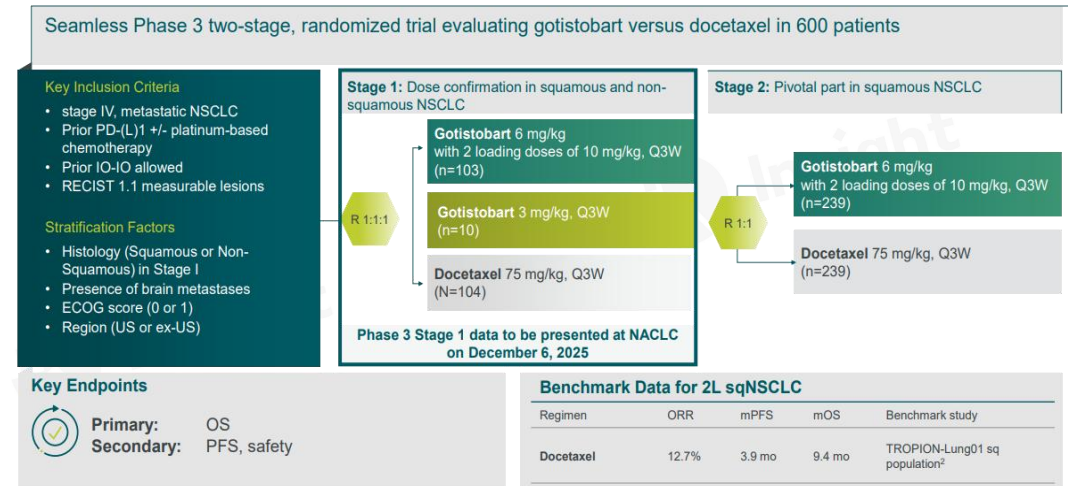 Seamless Phase 3 two-stage, randomized trial evaluating gotistobart versus docetaxel in 600 patients
Key Inclusion Criteria
• stage IV, metastatic NSCLC
• Prior PD-(L)1 +/- platinum-based
chemotherapy
• Prior IO-IO allowed
• RECIST 1.1 measurable lesions
Stratification Factors
• Histology (Squamous or Non-
Squamous) in Stage I
• Presence of brain metastases
• ECOG score (0 or 1)
• Region (US or ex-US)
Stage 1: Dose confirmation in squamous and non-
squamous NSCLC
R 1:1:1
Gotistobart 6 mg/kg
with 2 loading doses of 10 mg/kg, Q3W
(n=103)
Gotistobart 3 mg/kg, Q3W
(n=10)
Docetaxel 75 mg/kg, Q3W
(N=104)
Phase 3 Stage 1 data to be presented at NACLC
on December 6, 2025
Stage 2: Pivotal part in squamous NSCLC
R 1:1
Gotistobart 6 mg/kg
with 2 loading doses of 10 mg/kg, Q3W
(n=239)
Docetaxel 75 mg/kg, Q3W
(n=239)
Insight
Key Endpoints
Primary: OS
Secondary: PFS, safety
Benchmark Data for 2L sqNSCLC
Regimen ORR mPFS mOS Benchmark study
Docetaxel 12.7% 3.9 mo 9.4 mo TROPION-Lung01 sq
population²